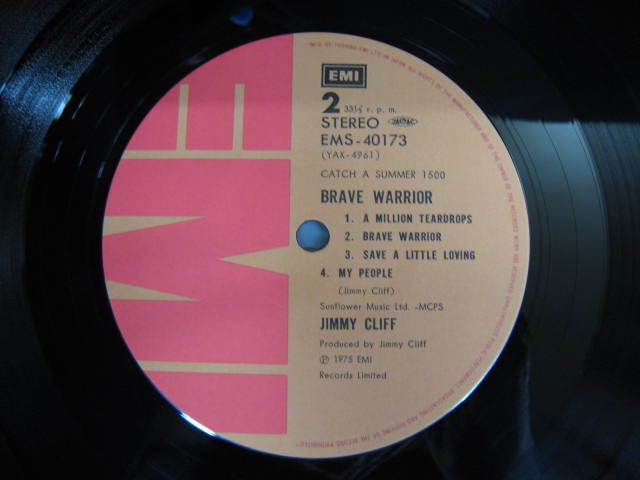 EMI
EMI
2 33⅓ r. p. m.
STEREO
EMS-40173
(YAX-4961)
CATCH A SUMMER 1500
BRAVE WARRIOR
1. A MILLION TEARDROPS
2. BRAVE WARRIOR
3. SAVE A LITTLE LOVING
4. MY PEOPLE
(Jimmy Cliff)
Sunflower Music Ltd. -MCPS
JIMMY CLIFF
Produced by Jimmy Cliff
Ⓟ 1975 EMI
Records Limited